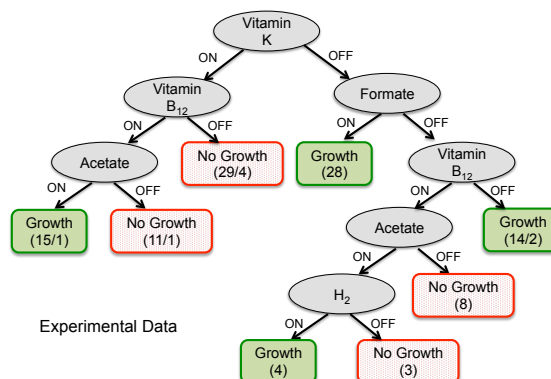 Vitamin
K
ON
OFF
Vitamin
B12
Formate
ON
OFF
ON
OFF
Acetate
No Growth
(29/4)
Growth
(28)
Vitamin
B12
ON
OFF
ON
OFF
Growth
(15/1)
No Growth
(11/1)
Acetate
Growth
(14/2)
ON
OFF
H2
No Growth
(8)
Experimental Data
ON
OFF
Growth
(4)
No Growth
(3)